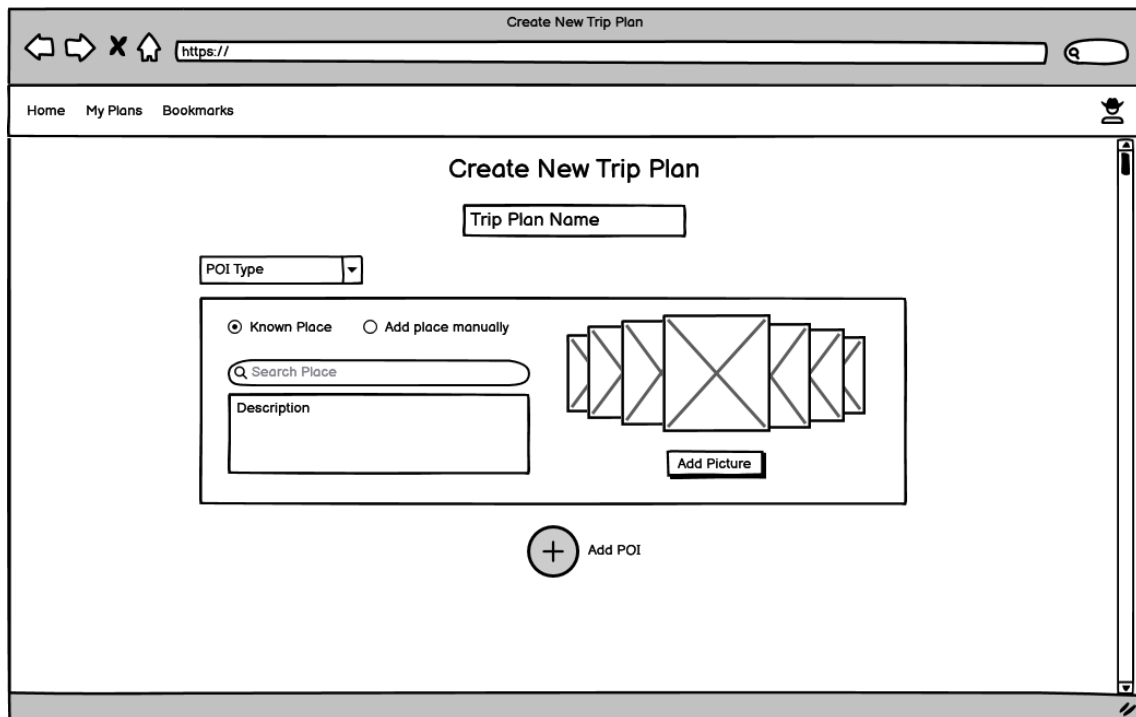 Create New Trip Plan
https://
Home My Plans Bookmarks
Create New Trip Plan
Trip Plan Name
POI Type
Known Place Add place manually
Search Place
Description
Add Picture
Add POI